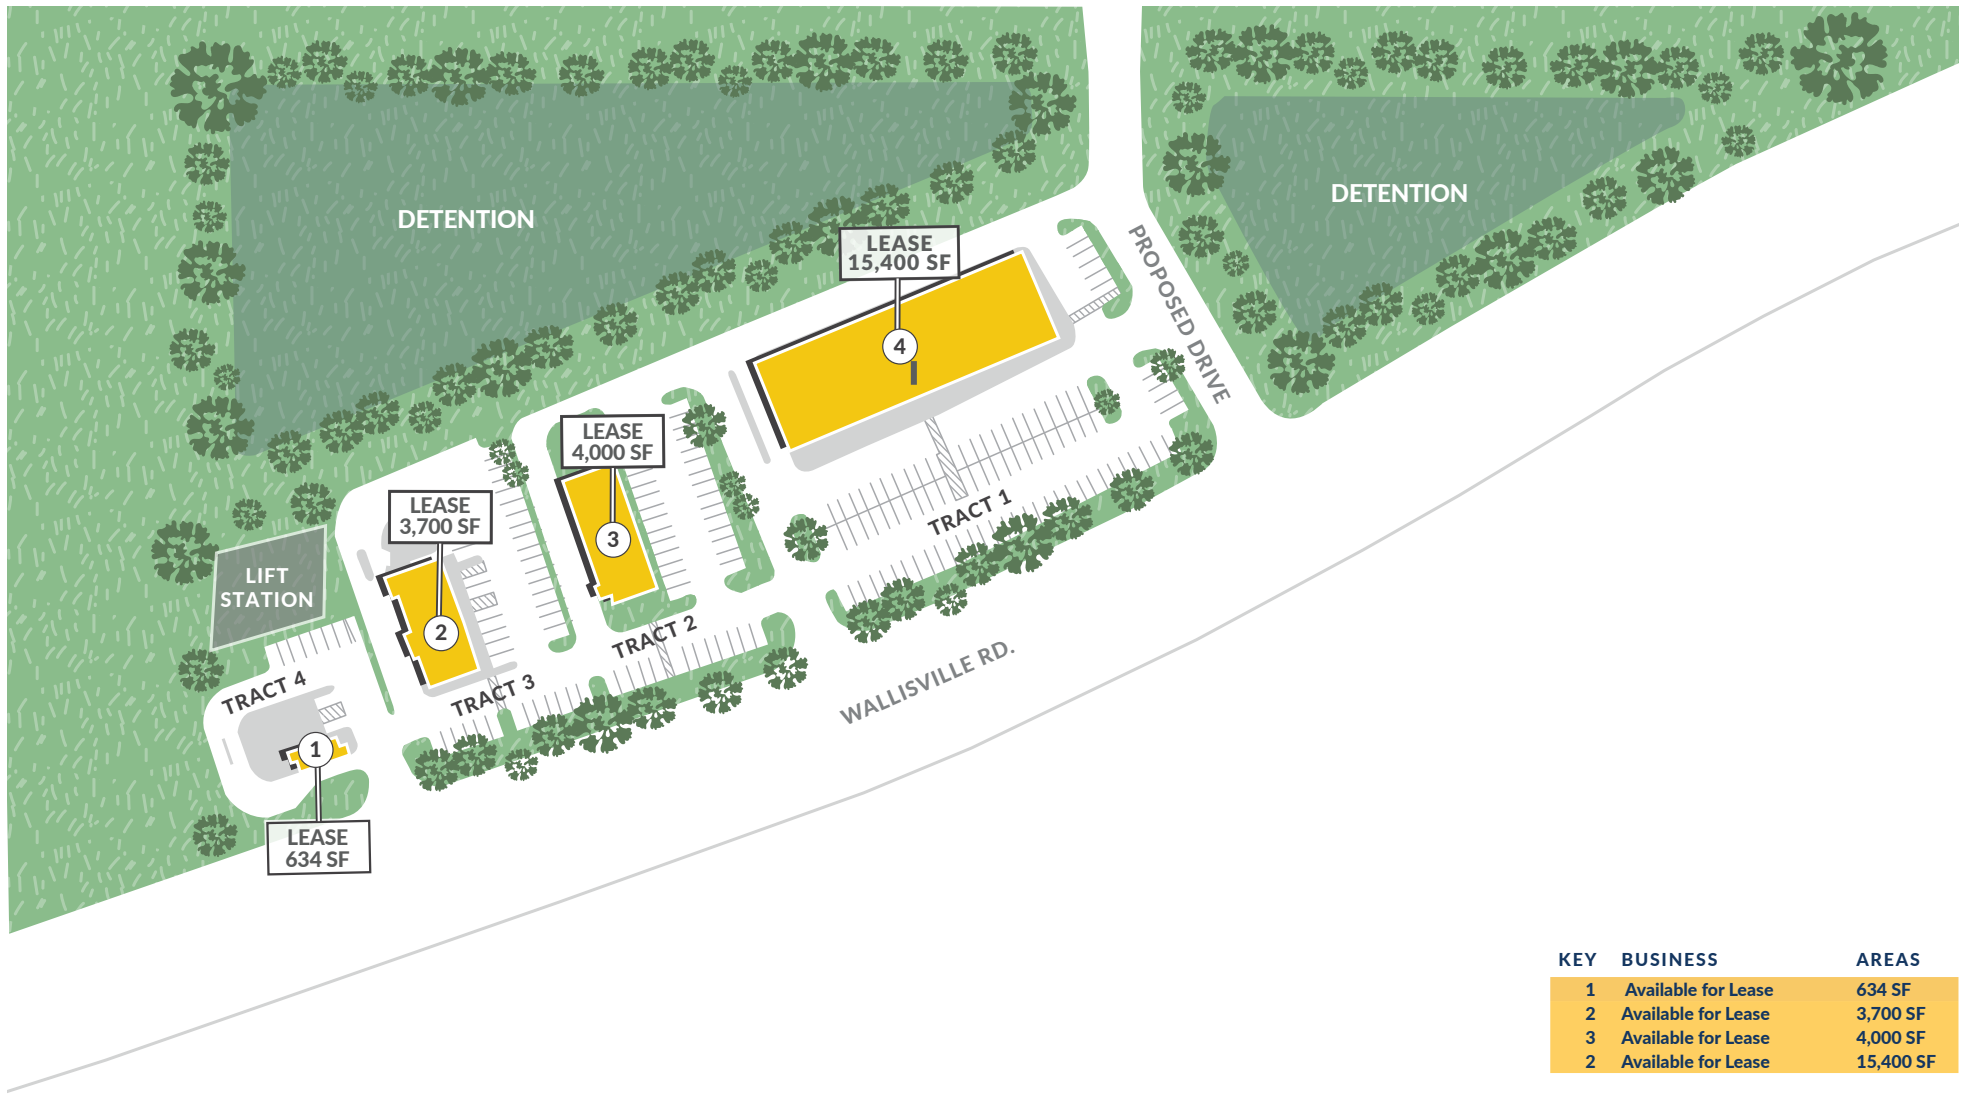 DETENTION
DETENTION
LEASE
15,400 SF
4
PROPOSED DRIVE
LEASE
4,000 SF
3
LEASE
3,700 SF
2
TRACT 1
LIFT
STATION
TRACT 2
TRACT 3
TRACT 4
WALLISVILLE RD.
1
LEASE
634 SF
KEY BUSINESS AREAS
1 Available for Lease 634 SF
2 Available for Lease 3,700 SF
3 Available for Lease 4,000 SF
2 Available for Lease 15,400 SF